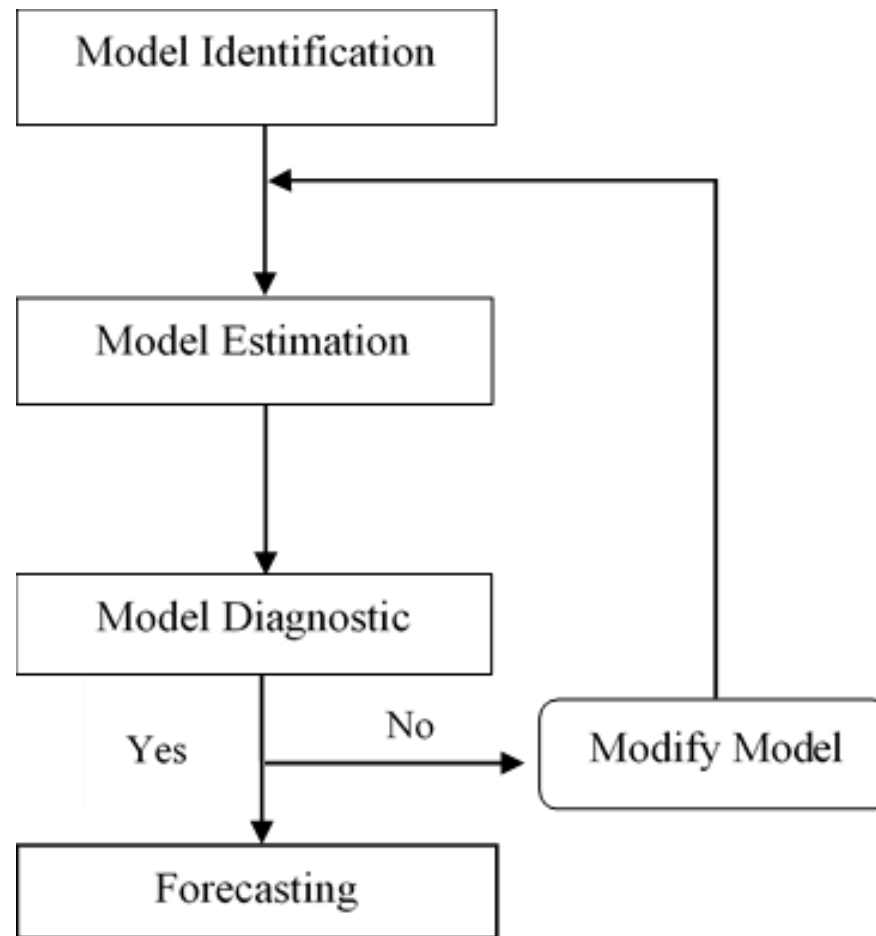 Model Identification
Model Estimation
Model Diagnostic
No
Yes
Modify Model
Forecasting